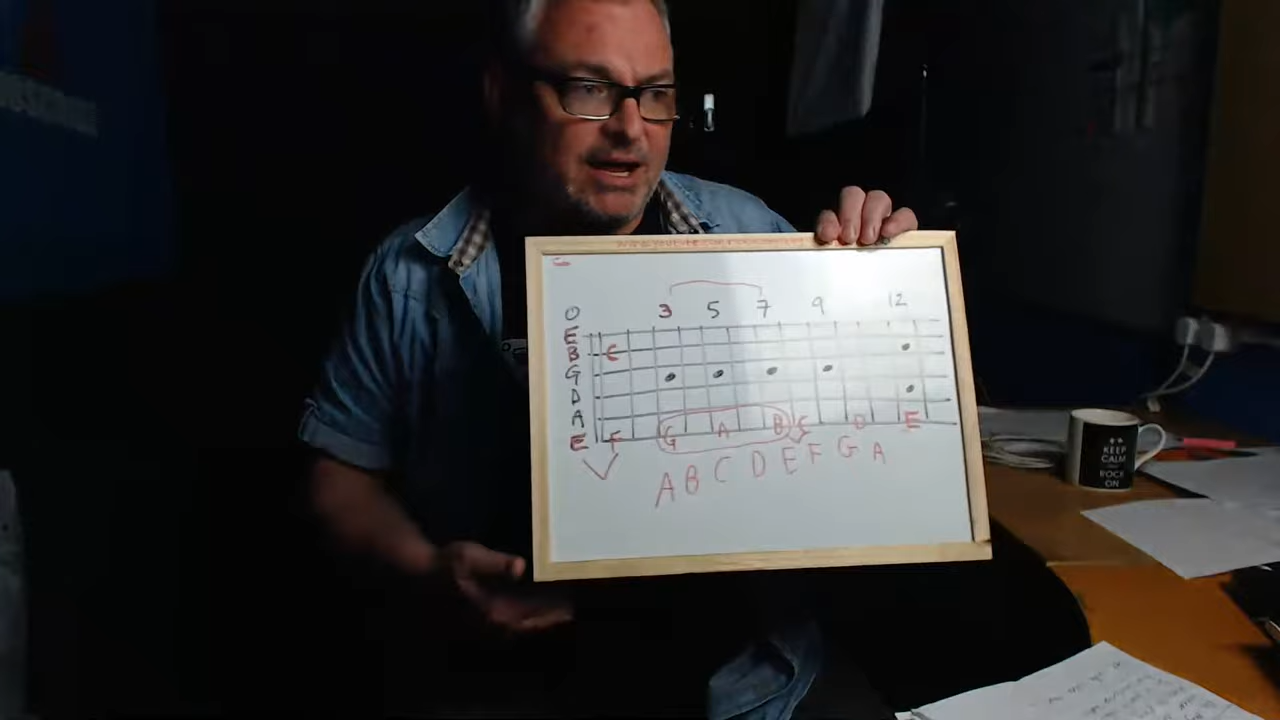 0 3 5 7 9 12
E
B C
G
D
A
E F G A B C D E
A B C D E F G A
KEEP
CALM
ROCK
ON